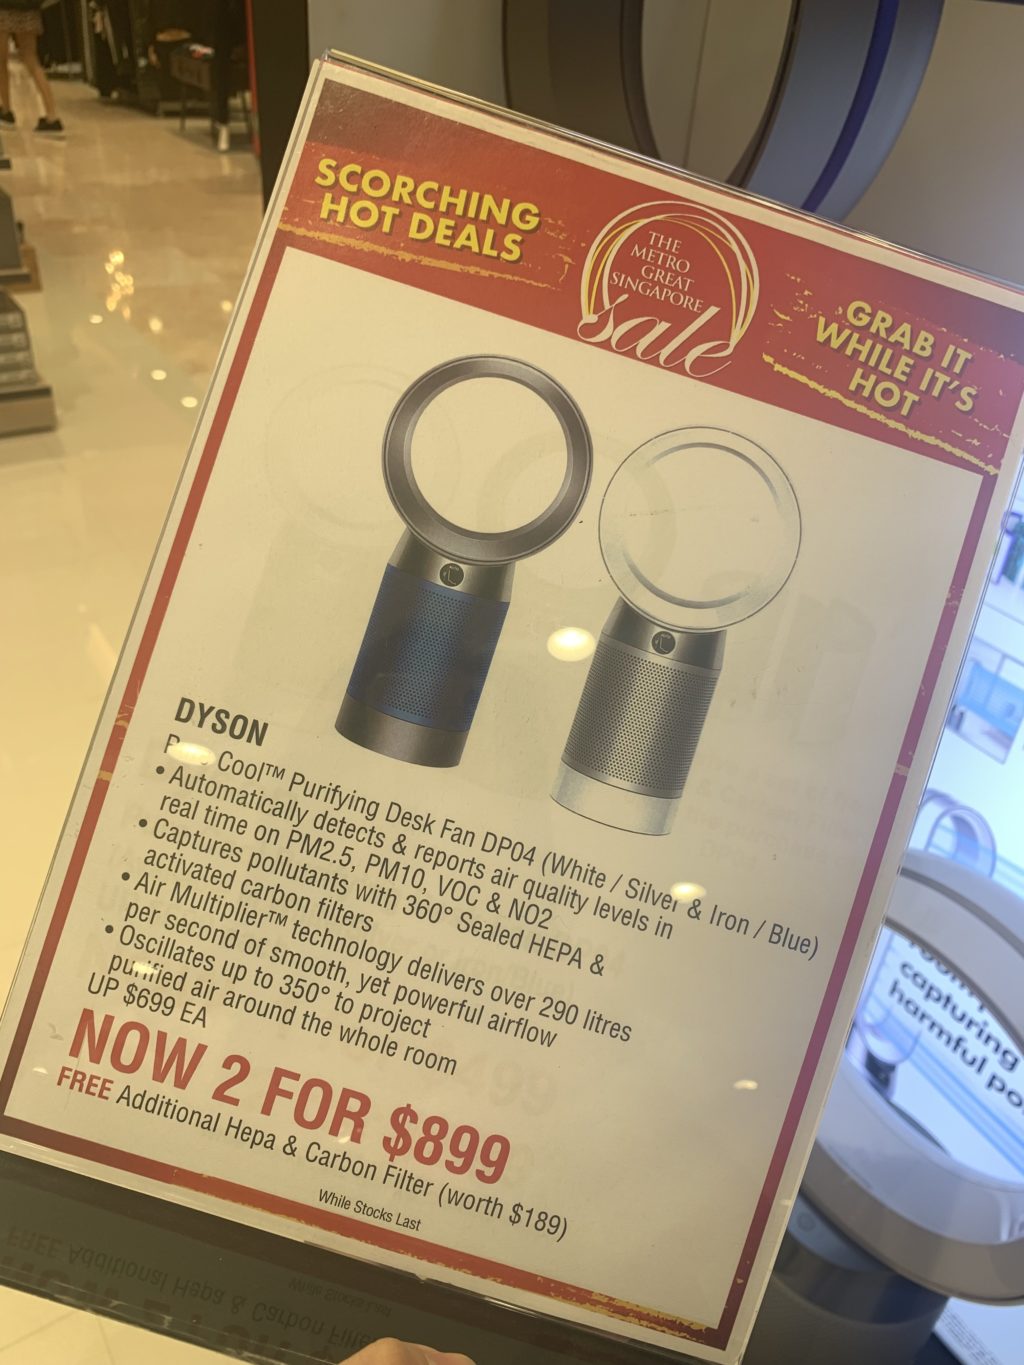 SCORCHING
HOT DEALS
THE
METRO
GREAT
SINGAPORE
sale
GRAB IT
WHILE IT'S
HOT
DYSON
Cool™ Purifying Desk Fan DP04 (White / Silver & Iron / Blue)
• Automatically detects & reports air quality levels in
real time on PM2.5, PM10, VOC & NO2
• Captures pollutants with 360° Sealed HEPA &
activated carbon filters
• Air Multiplier™ technology delivers over 290 litres
per second of smooth, yet powerful airflow
• Oscillates up to 350° to project
purified air around the whole room
UP $699 EA
NOW 2 FOR $899
FREE Additional Hepa & Carbon Filter (worth $189)
While Stocks Last
capturing
harmful